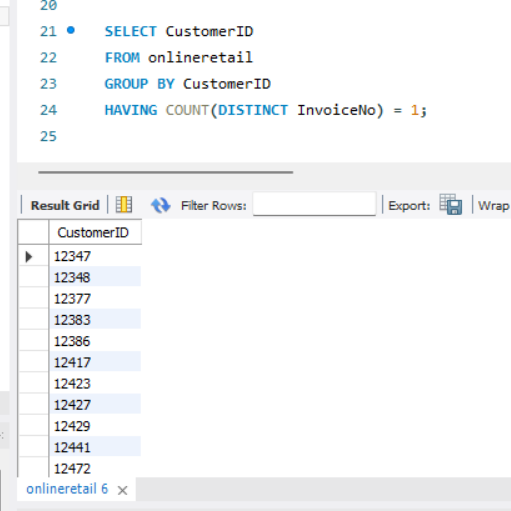 20
21 SELECT CustomerID
22 FROM onlineretail
23 GROUP BY CustomerID
24 HAVING COUNT(DISTINCT InvoiceNo) = 1;
25
Result Grid Filter Rows: Export: Wrap
CustomerID
12347
12348
12377
12383
12386
12417
12423
12427
12429
12441
12472
onlineretail 6